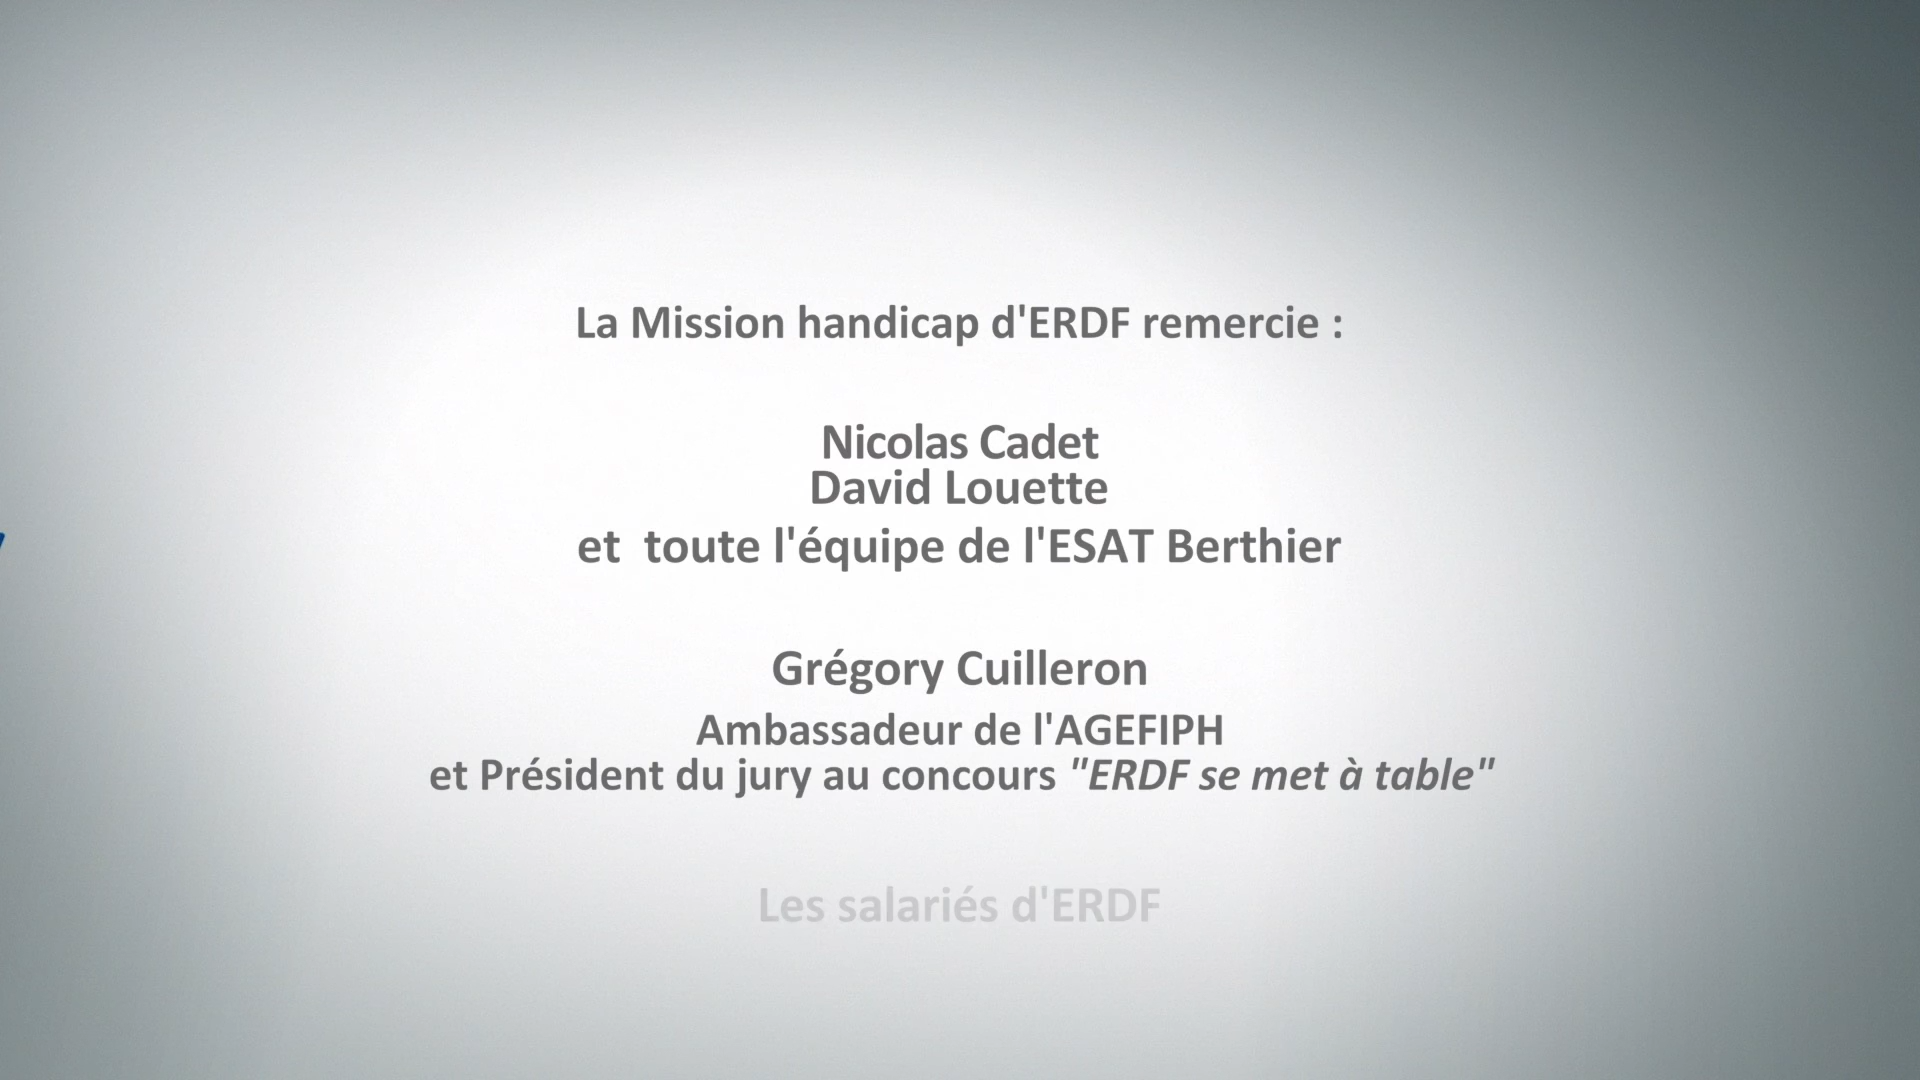 La Mission handicap d'ERDF remercie :
Nicolas Cadet
David Louette
et  toute l'équipe de l'ESAT Berthier
Grégory Cuilleron
Ambassadeur de l'AGEFIPH
et Président du jury au concours "ERDF se met à table"
Les salariés d'ERDF